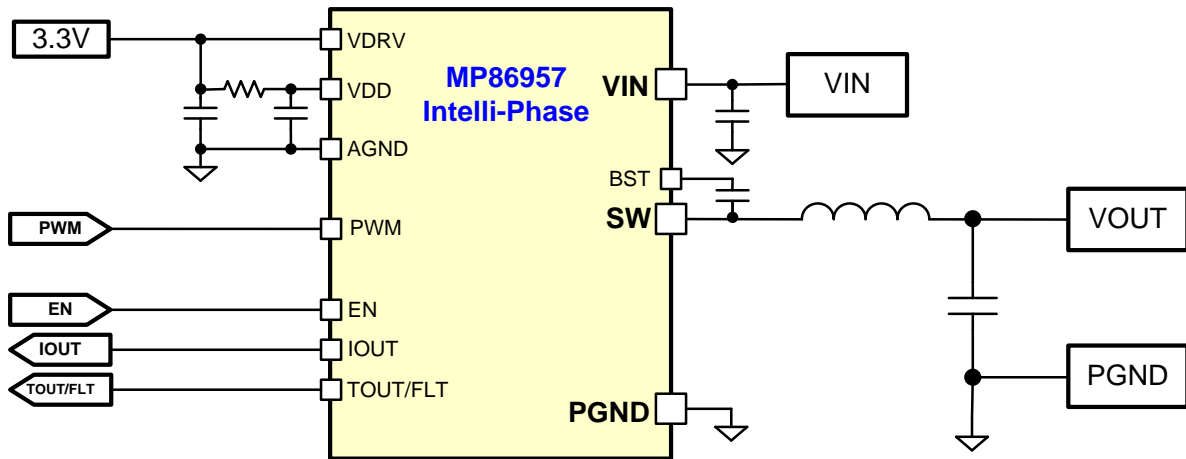 3.3V
VDRV
VDD
AGND
PWM
PWM
EN
EN
IOUT
IOUT
TOUT/FLT
TOUT/FLT
MP86957
Intelli-Phase
VIN
VIN
BST
SW
VOUT
PGND
PGND